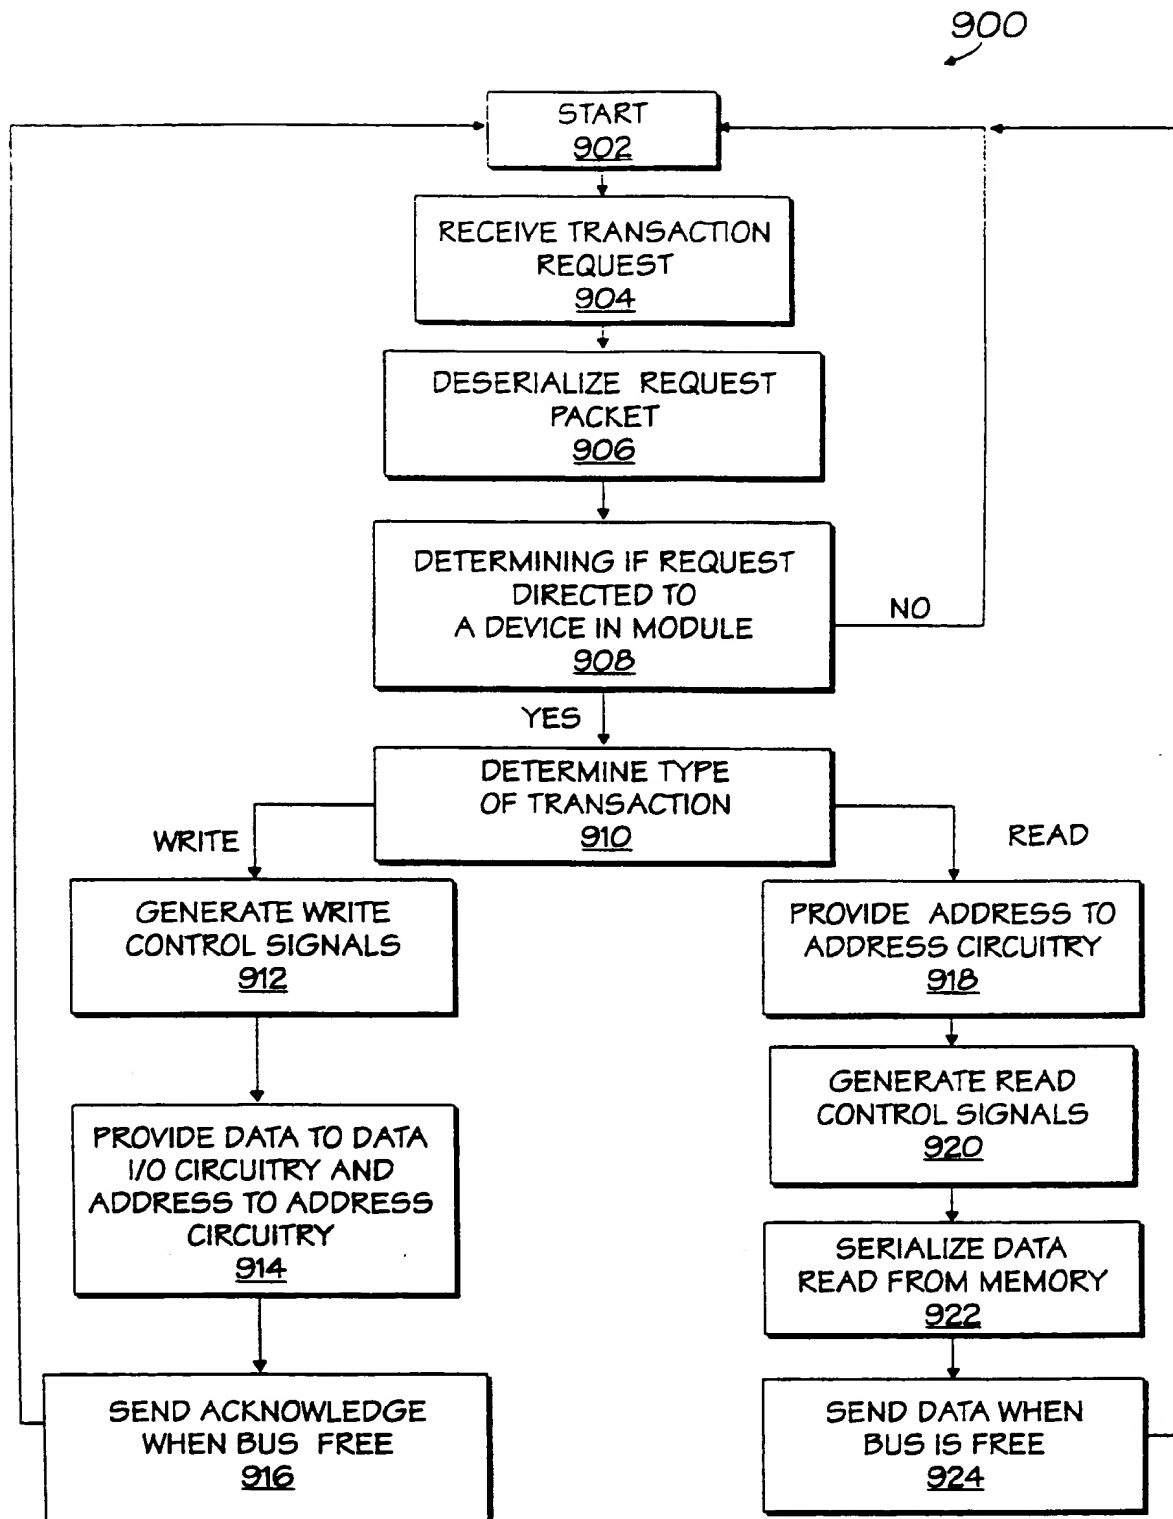 900
START
902
RECEIVE TRANSACTION
REQUEST
904
DESERIALIZE REQUEST
PACKET
906
DETERMINING IF REQUEST
DIRECTED TO
A DEVICE IN MODULE
908
NO
YES
DETERMINE TYPE
OF TRANSACTION
910
WRITE
READ
GENERATE WRITE
CONTROL SIGNALS
912
PROVIDE DATA TO DATA
I/O CIRCUITRY AND
ADDRESS TO ADDRESS
CIRCUITRY
914
SEND ACKNOWLEDGE
WHEN BUS FREE
916
PROVIDE ADDRESS TO
ADDRESS CIRCUITRY
918
GENERATE READ
CONTROL SIGNALS
920
SERIALIZE DATA
READ FROM MEMORY
922
SEND DATA WHEN
BUS IS FREE
924